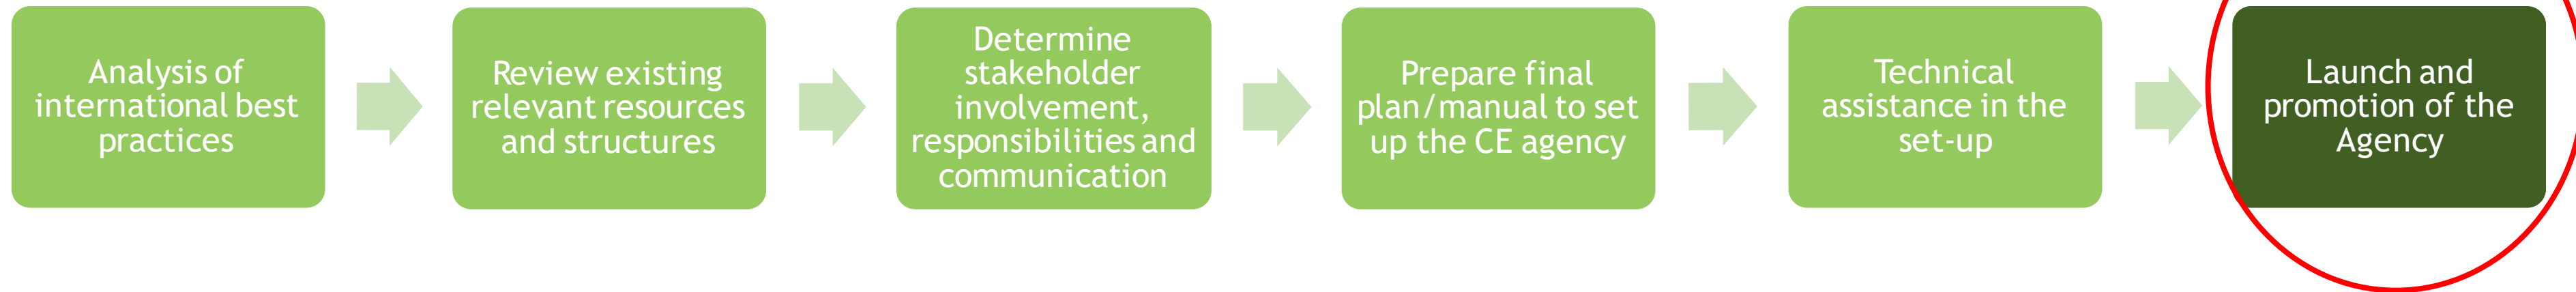 Analysis of
international best
practices
Review existing
relevant resources
and structures
Determine
stakeholder
involvement,
responsibilities and
communication
Prepare final
plan/manual to set
up the CE agency
Technical
assistance in the
set-up
Launch and
promotion of the
Agency